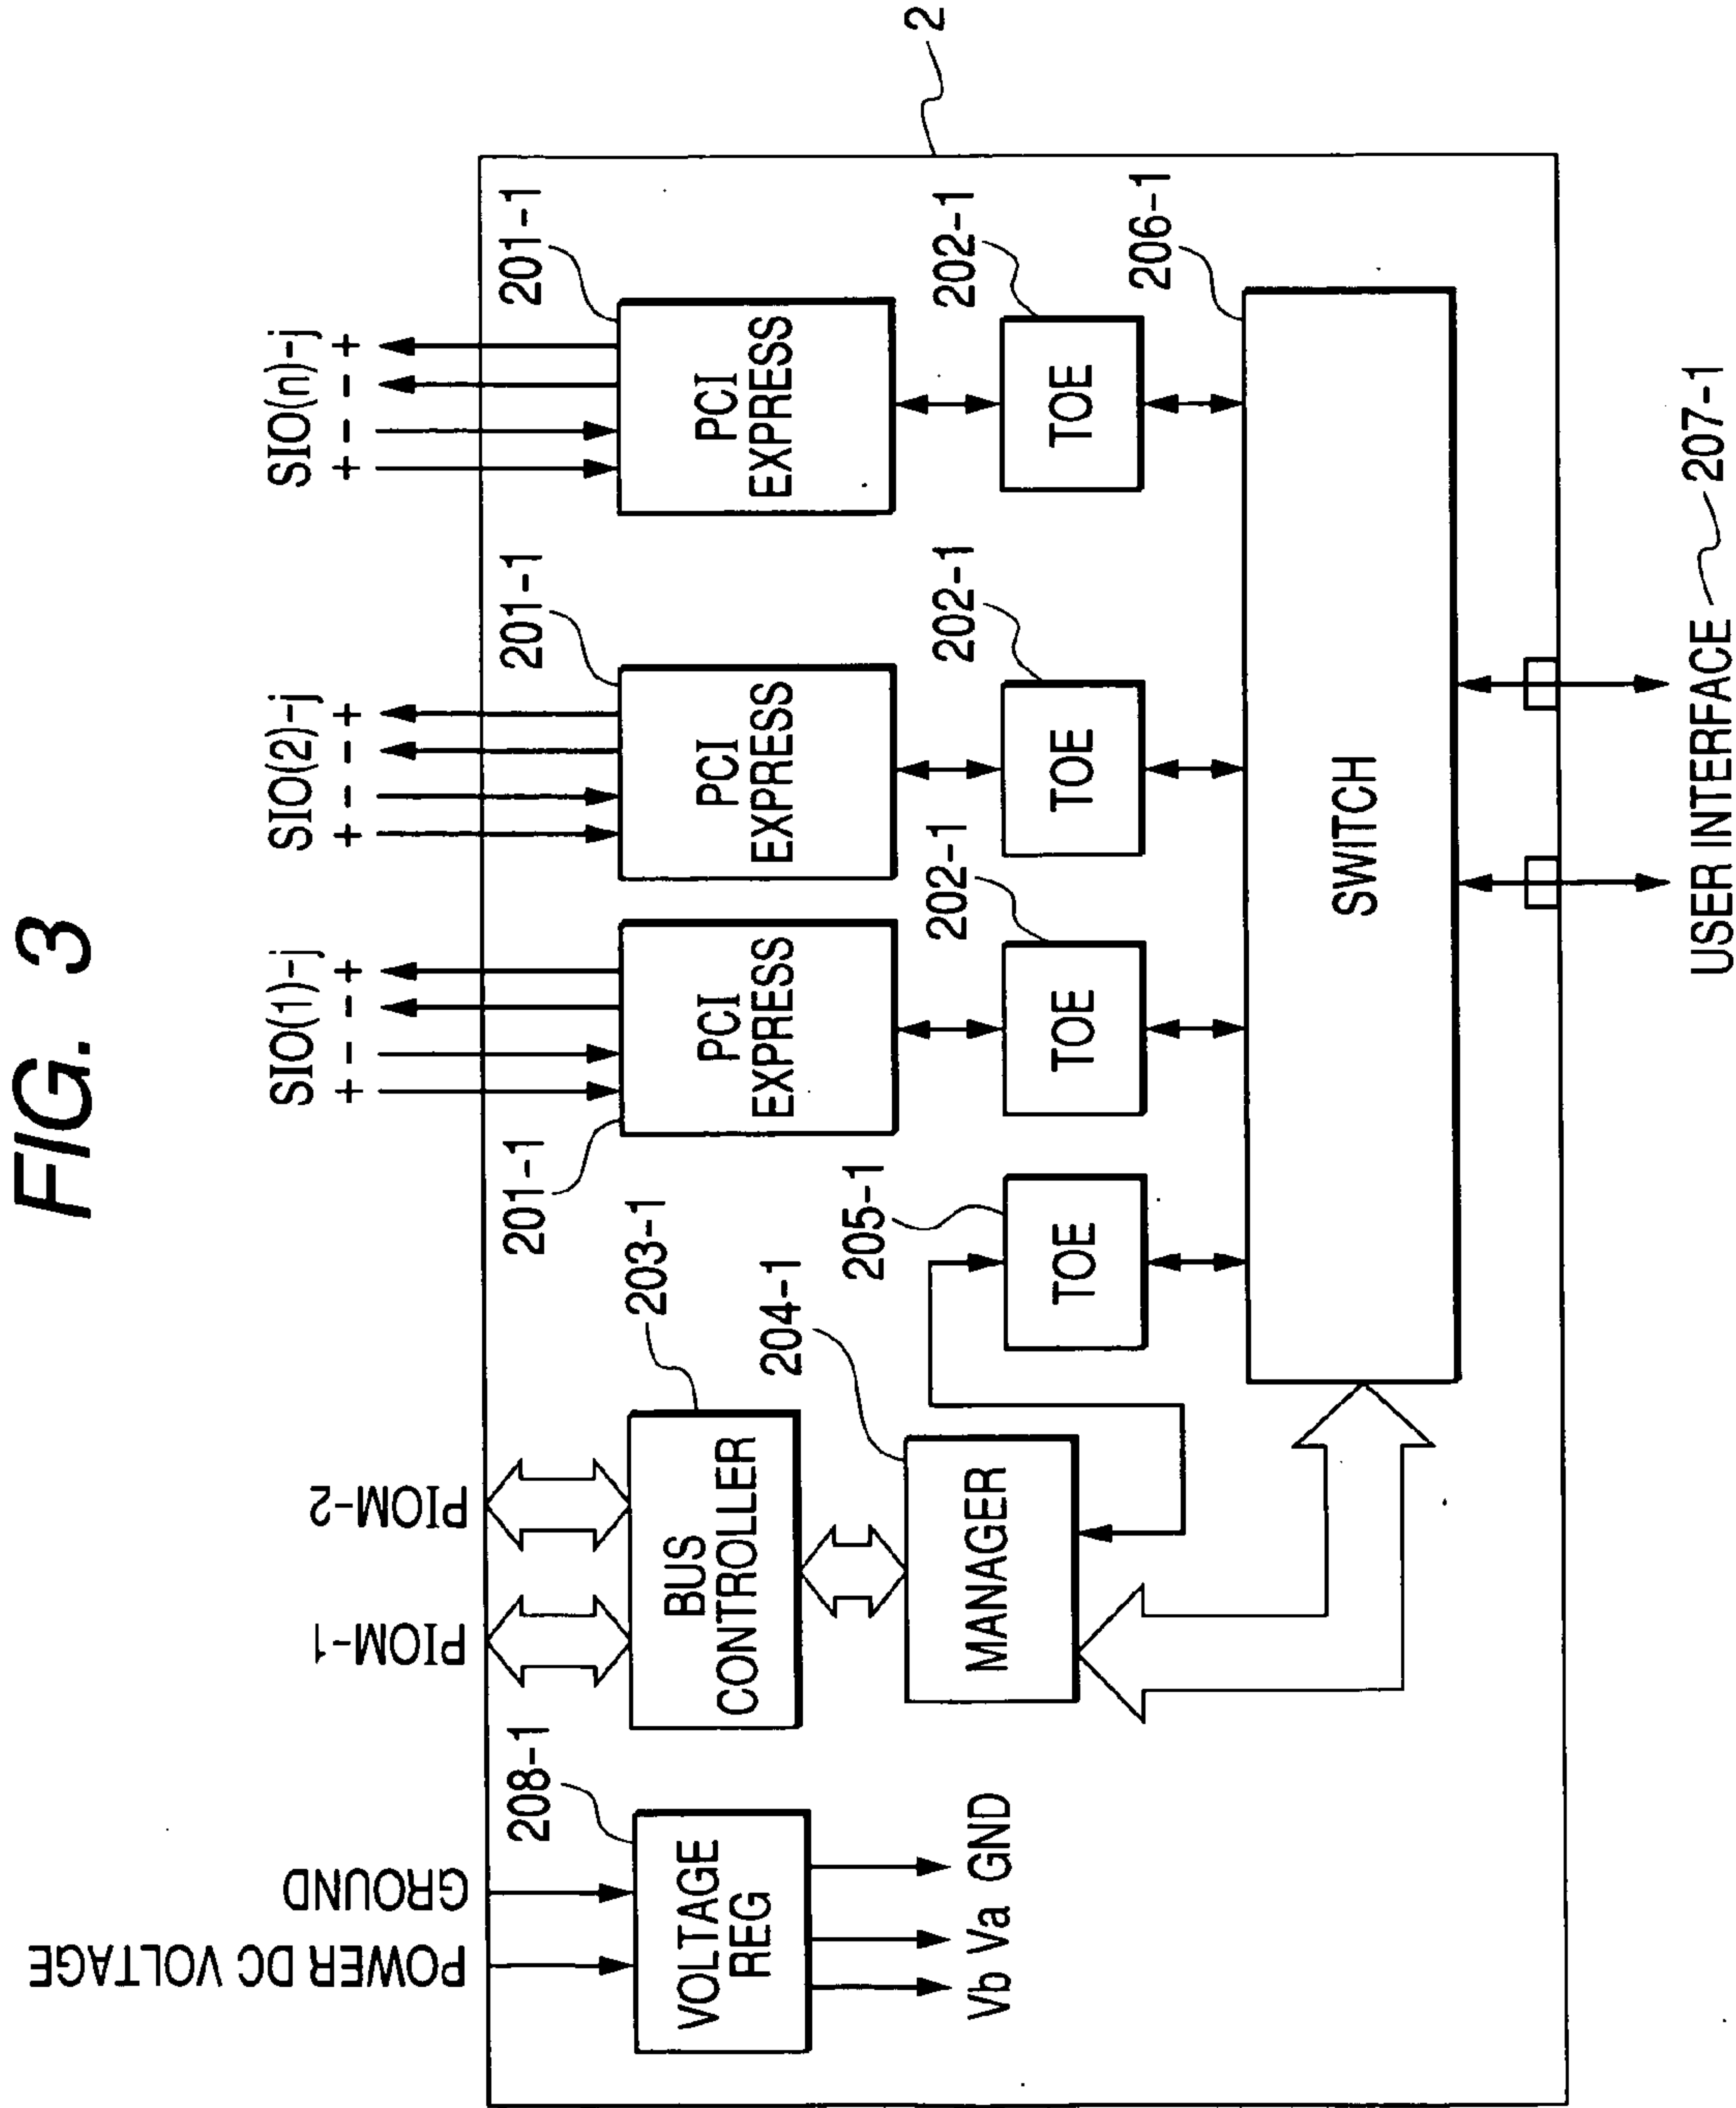 FIG. 3
POWER DC VOLTAGE
GROUND
PIOM-1
PIOM-2
SIO(1)-j
+ - - +
SIO(2)-j
+ - - +
SIO(n)-j
+ - - +
2
208-1
VOLTAGE
REG
Vb Va GND
203-1
BUS
CONTROLLER
204-1
MANAGER
201-1
PCI
EXPRESS
201-1
PCI
EXPRESS
201-1
PCI
EXPRESS
205-1
TOE
202-1
TOE
202-1
TOE
202-1
TOE
206-1
SWITCH
USER INTERFACE 207-1